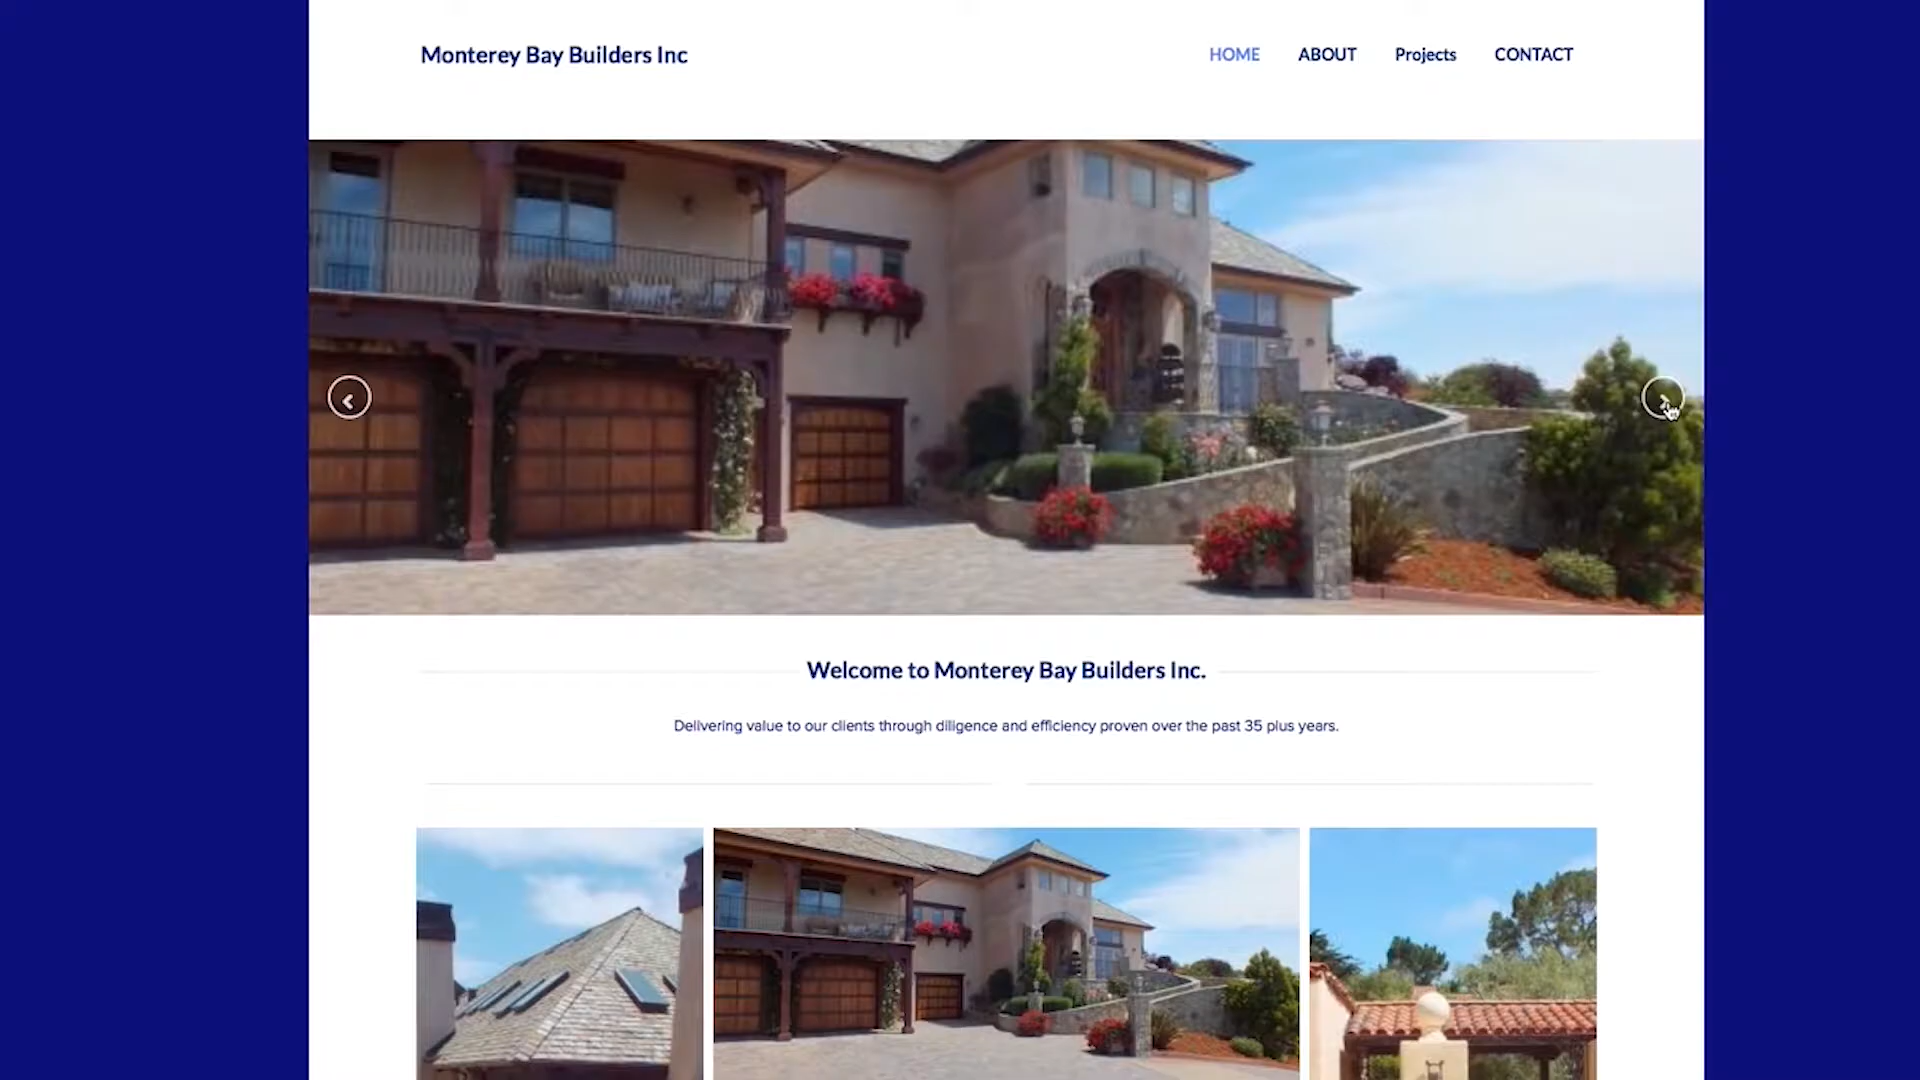 Monterey Bay Builders Inc
HOME ABOUT Projects CONTACT
Welcome to Monterey Bay Builders Inc.
Delivering value to our clients through diligence and efficiency proven over the past 35 plus years.